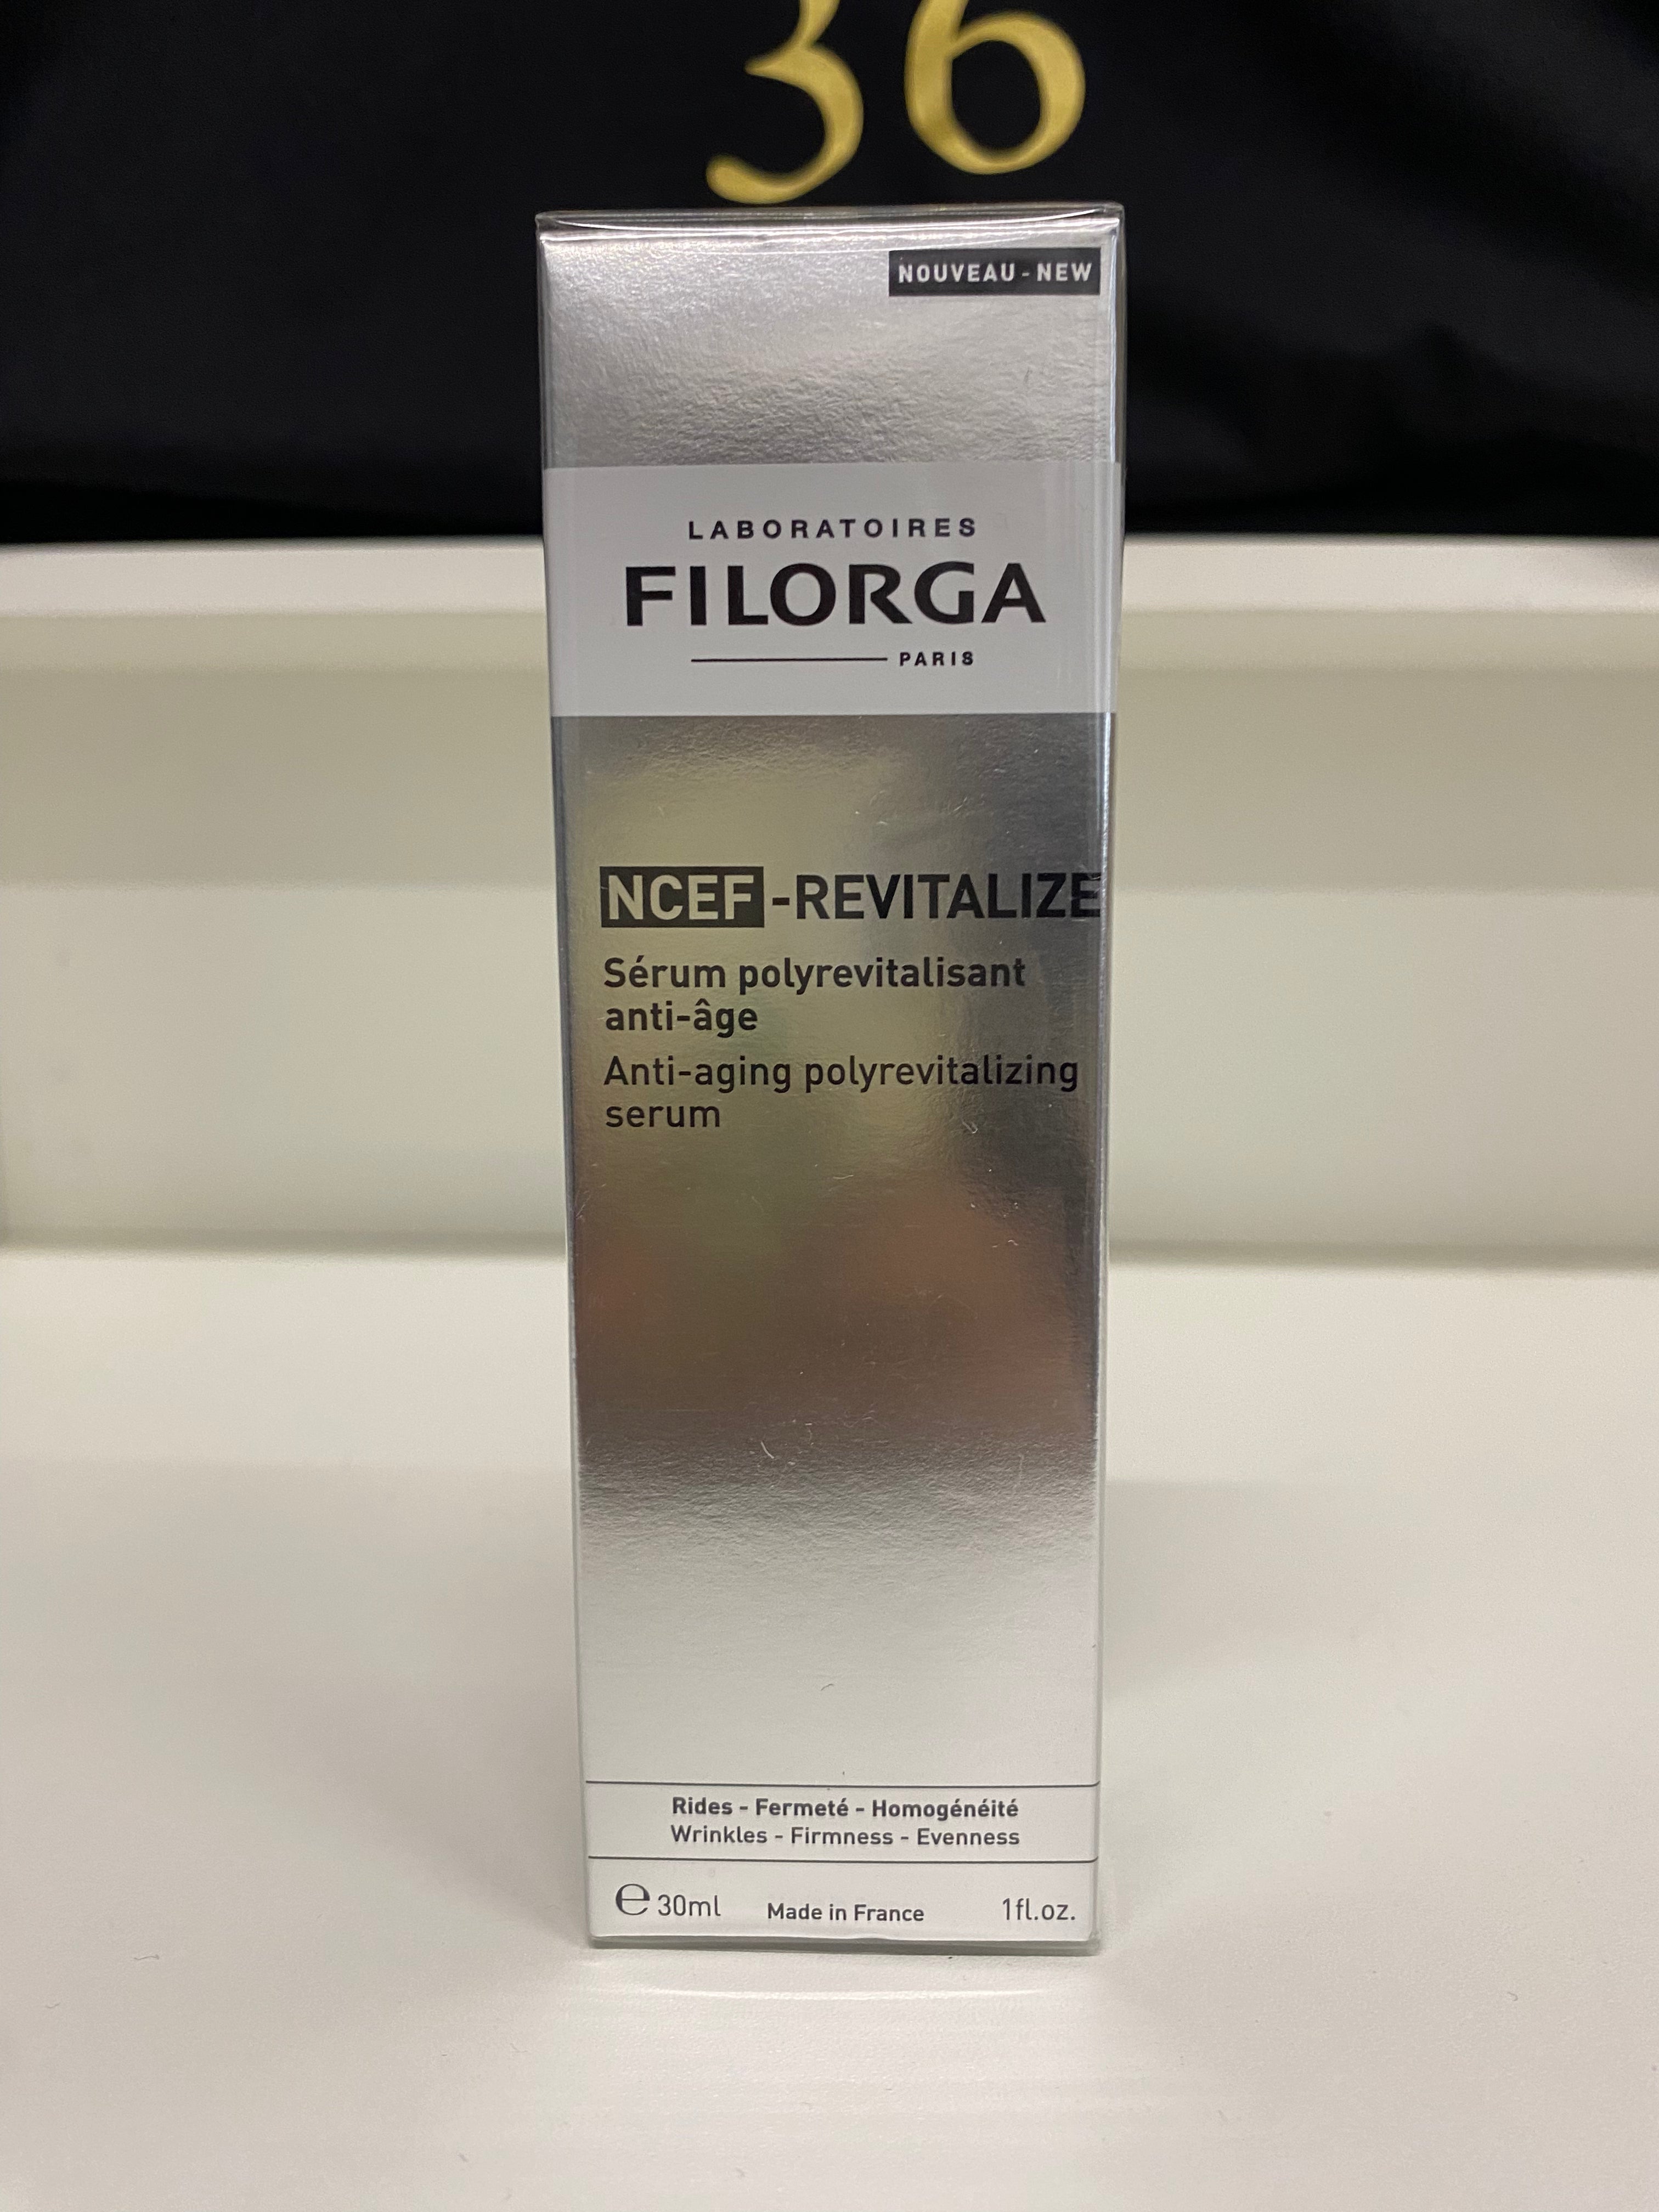 36
NOUVEAU - NEW
LABORATOIRES
FILORGA
PARIS
NCEF-REVITALIZE
Sérum polyrevitalisant
anti-âge
Anti-aging polyrevitalizing
serum
Rides - Fermeté - Homogénéité
Wrinkles - Firmness - Evenness
℮ 30ml Made in France 1fl.oz.